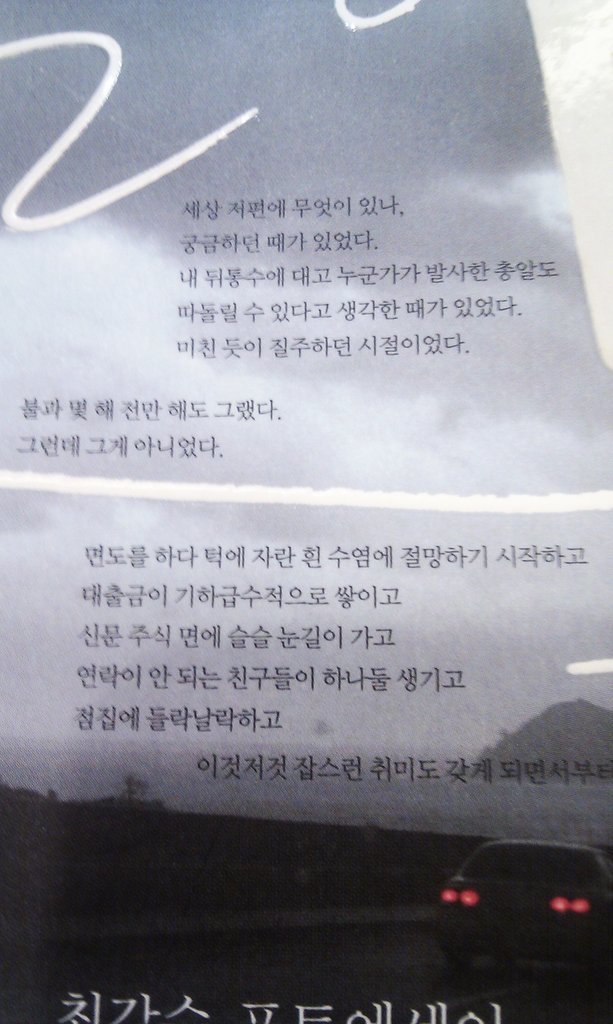 세상 저편에 무엇이 있나,
궁금하던 때가 있었다.
내 뒤통수에 대고 누군가가 발사한 총알도
따돌릴 수 있다고 생각한 때가 있었다.
미친 듯이 질주하던 시절이었다.
불과 몇 해 전만 해도 그랬다.
그런데 그게 아니었다.
면도를 하다 턱에 자란 흰 수염에 절망하기 시작하고
대출금이 기하급수적으로 쌓이고
신문 주식 면에 슬슬 눈길이 가고
연락이 안 되는 친구들이 하나둘 생기고
점집에 들락날락하고
이것저것 잡스런 취미도 갖게 되면서부터
최갑수 포토에세이